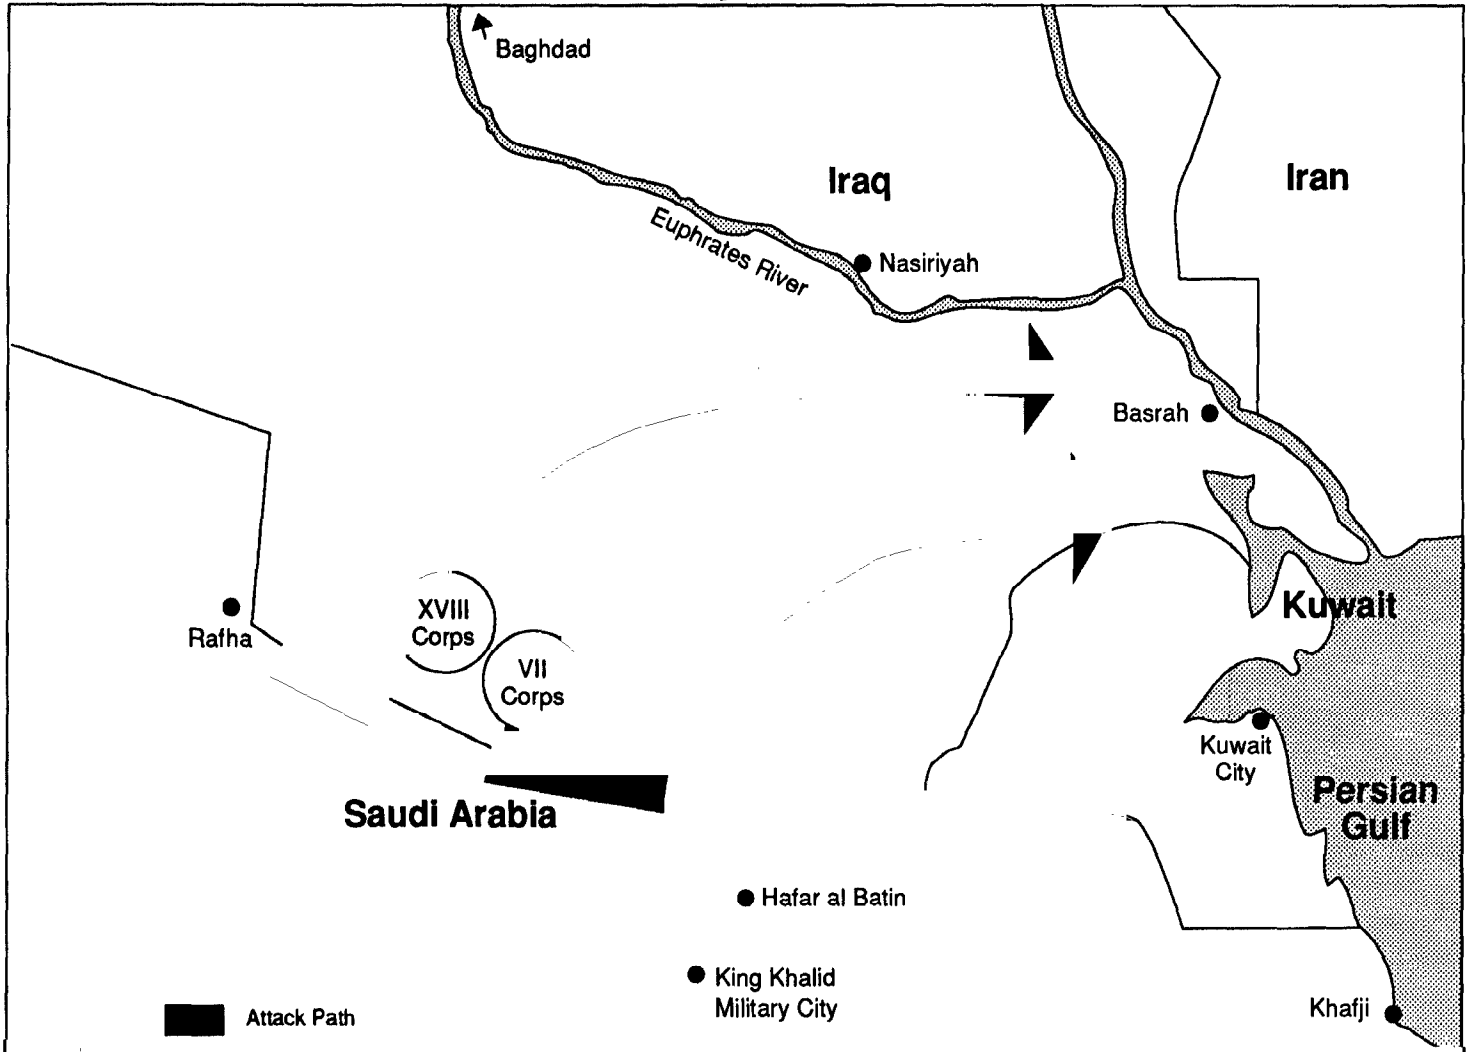 Baghdad
Iraq
Iran
Euphrates River
Nasiriyah
Basrah
XVIII
Corps
Rafha
VII
Corps
Kuwait
Kuwait
City
Saudi Arabia
Persian
Gulf
Hafar al Batin
King Khalid
Military City
Khafji
Attack Path